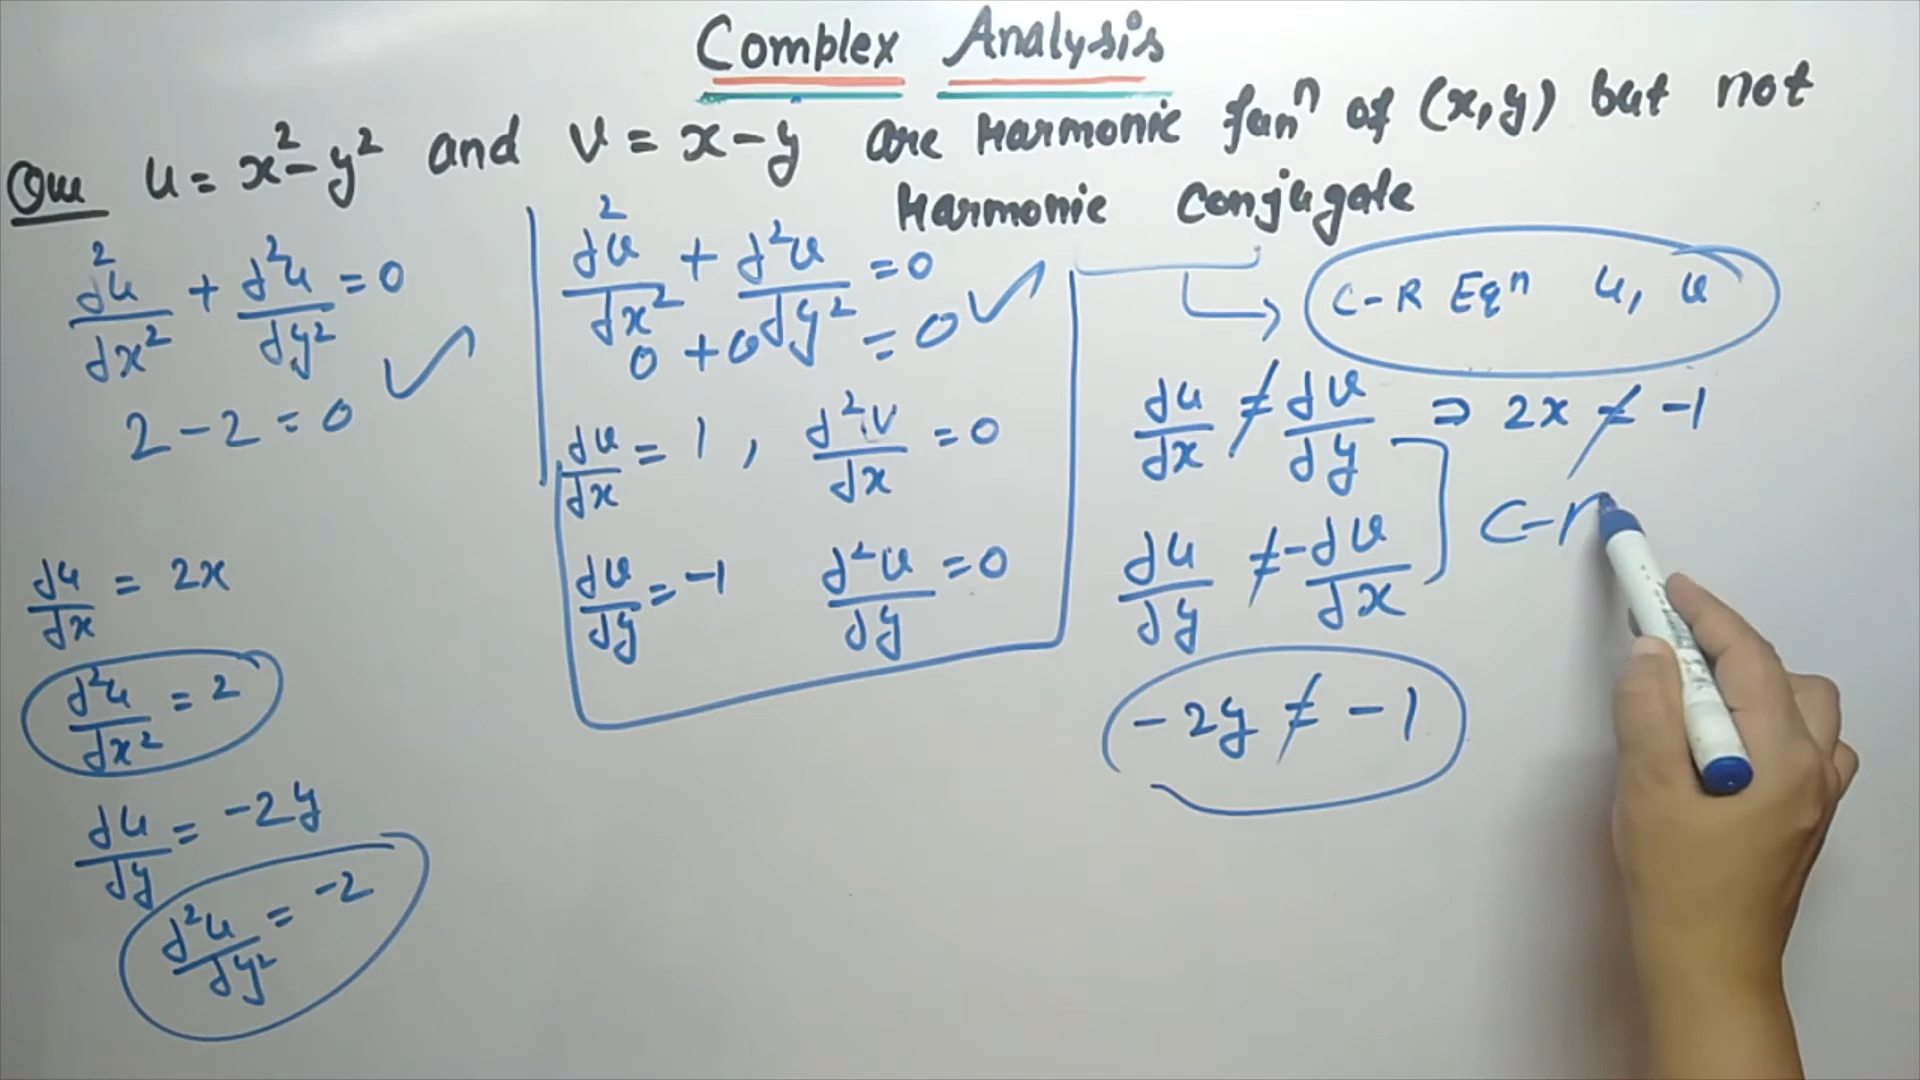 Complex Analysis
Que u = x² - y² and v = x - y are Harmonic funⁿ of (x, y) but not
Harmonic conjugate
d²u/dx² + d²u/dy² = 0
2 - 2 = 0
du/dx = 2x
d²u/dx² = 2
du/dy = -2y
d²u/dy² = -2
d²v/dx² + d²v/dy² = 0
0 + 0 = 0
dv/dx = 1 , d²v/dx = 0
dv/dy = -1 d²v/dy = 0
C-R Eqⁿ u, v
du/dx ≠ dv/dy ⇒ 2x ≠ -1
du/dy ≠ -dv/dx
C-r
-2y ≠ -1